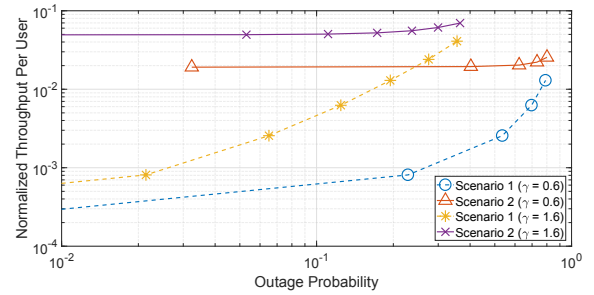 10^-1
10^-2
10^-3
10^-4
Normalized Throughput Per User
Scenario 1 (γ = 0.6)
Scenario 2 (γ = 0.6)
Scenario 1 (γ = 1.6)
Scenario 2 (γ = 1.6)
10^-2 10^-1 10^0
Outage Probability